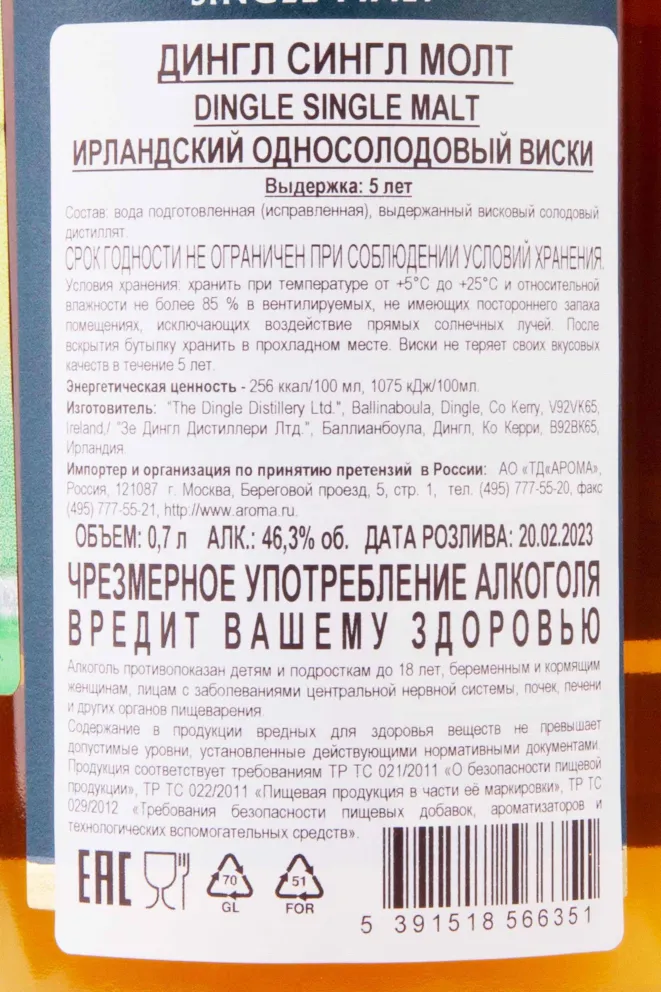 SINGLE MALT
ДИНГЛ СИНГЛ МОЛТ
DINGLE SINGLE MALT
ИРЛАНДСКИЙ ОДНОСОЛОДОВЫЙ ВИСКИ
Выдержка: 5 лет
Состав: вода подготовленная (исправленная), выдержанный висковый солодовый
дистиллят.
СРОК ГОДНОСТИ НЕ ОГРАНИЧЕН ПРИ СОБЛЮДЕНИИ УСЛОВИЙ ХРАНЕНИЯ.
Условия хранения: хранить при температуре от +5°С до +25°С и относительной
влажности не более 85 % в вентилируемых, не имеющих постороннего запаха
помещениях, исключающих воздействие прямых солнечных лучей. После
вскрытия бутылку хранить в прохладном месте. Виски не теряет своих вкусовых
качеств в течение 5 лет.
Энергетическая ценность - 256 ккал/100 мл, 1075 кДж/100мл.
Изготовитель: "The Dingle Distillery Ltd.", Ballinaboula, Dingle, Co Kerry, V92VK65,
Ireland,/ "Зе Дингл Дистиллери Лтд.", Баллианбоула, Дингл, Ко Керри, В92ВК65,
Ирландия.
Импортер и организация по принятию претензий в России: АО «ТД«АРОМА»,
Россия, 121087 г. Москва, Береговой проезд, 5, стр. 1, тел. (495) 777-55-20, факс
(495) 777-55-21, http://www.aroma.ru.
ОБЪЕМ: 0,7 л АЛК.: 46,3% об. ДАТА РОЗЛИВА: 20.02.2023
ЧРЕЗМЕРНОЕ УПОТРЕБЛЕНИЕ АЛКОГОЛЯ
ВРЕДИТ ВАШЕМУ ЗДОРОВЬЮ
Алкоголь противопоказан детям и подросткам до 18 лет, беременным и кормящим
женщинам, лицам с заболеваниями центральной нервной системы, почек, печени
и других органов пищеварения.
Содержание в продукции вредных для здоровья веществ не превышает
допустимые уровни, установленные действующими нормативными документами.
Продукция соответствует требованиям ТР ТС 021/2011 «О безопасности пищевой
продукции», ТР ТС 022/2011 «Пищевая продукция в части её маркировки», ТР ТС
029/2012 «Требования безопасности пищевых добавок, ароматизаторов и
технологических вспомогательных средств».
EAC
70
GL
51
FOR
5 391518 566351